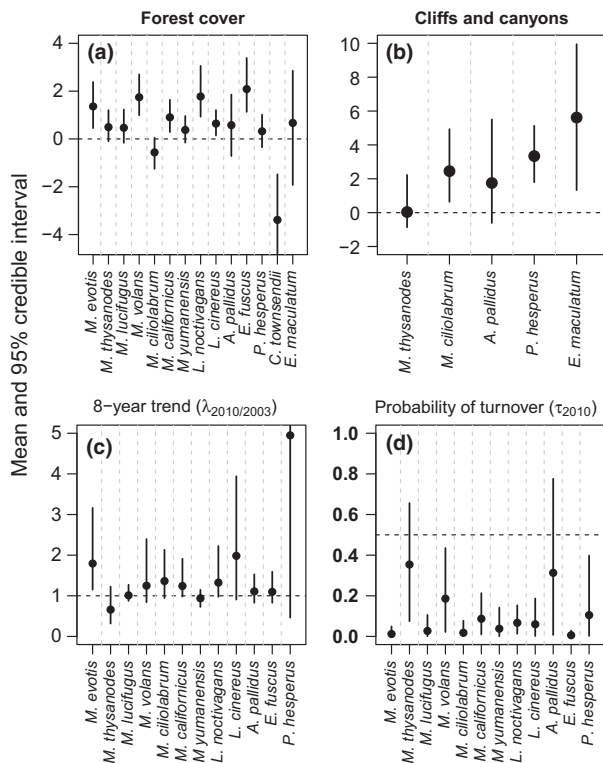 Mean and 95% credible interval
Forest cover
(a)
4
2
0
−2
−4
M. evotis
M. thysanodes
M. lucifugus
M. volans
M. ciliolabrum
M. californicus
M yumanensis
L. noctivagans
L. cinereus
A. pallidus
E. fuscus
P. hesperus
C. townsendii
E. maculatum
Cliffs and canyons
(b)
10
8
6
4
2
0
−2
M. thysanodes
M. ciliolabrum
A. pallidus
P. hesperus
E. maculatum
8−year trend (λ2010/2003)
(c)
5
4
3
2
1
0
M. evotis
M. thysanodes
M. lucifugus
M. volans
M. ciliolabrum
M. californicus
M yumanensis
L. noctivagans
L. cinereus
A. pallidus
E. fuscus
P. hesperus
Probability of turnover (τ2010)
(d)
1.0
0.8
0.6
0.4
0.2
0.0
M. evotis
M. thysanodes
M. lucifugus
M. volans
M. ciliolabrum
M. californicus
M yumanensis
L. noctivagans
L. cinereus
A. pallidus
E. fuscus
P. hesperus